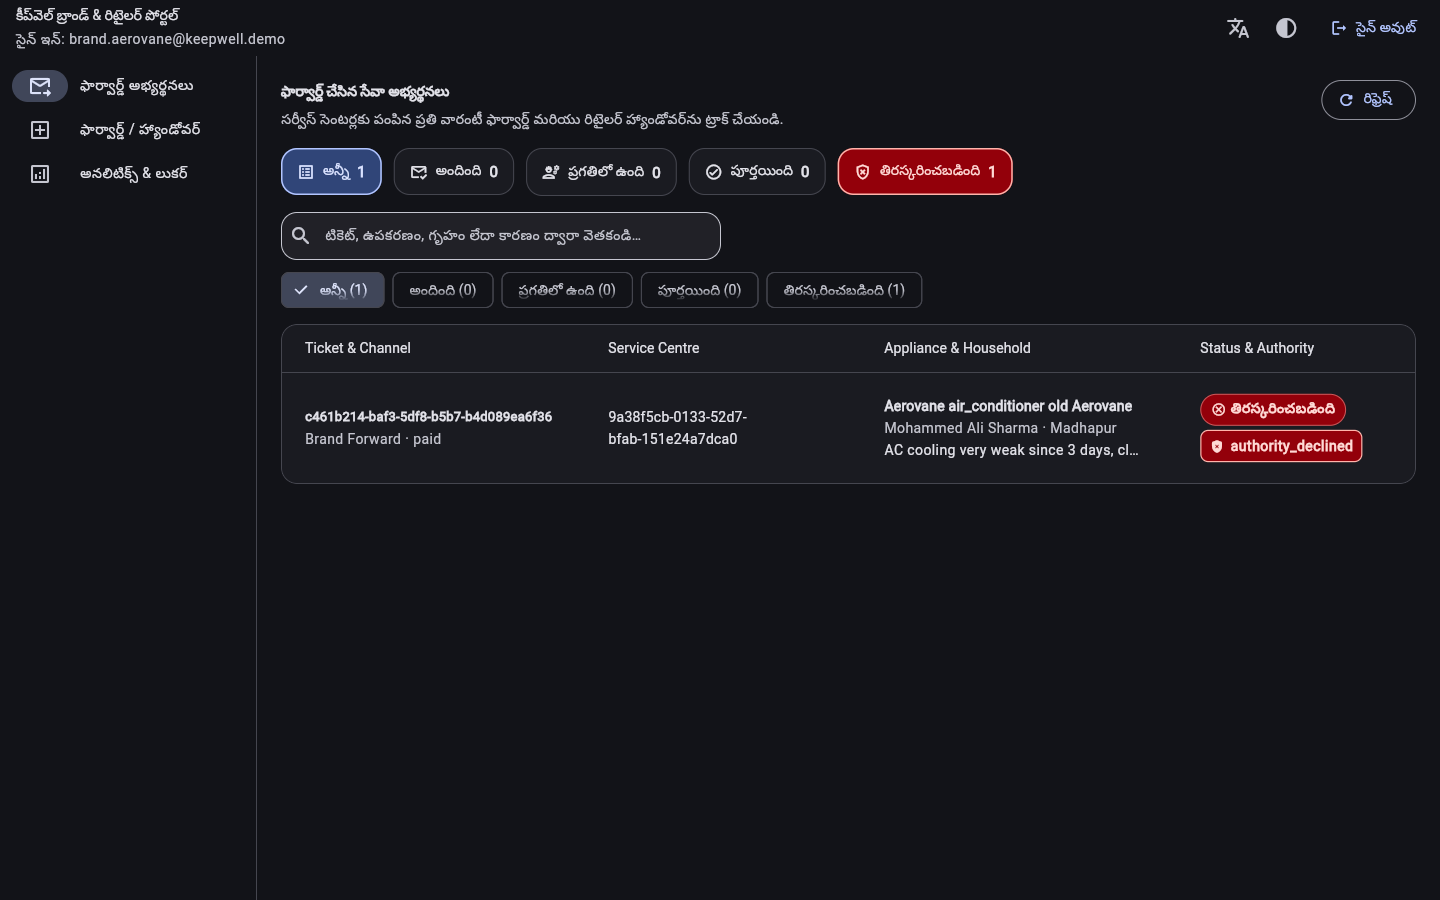 కీప్‌వెల్ బ్రాండ్ & రిటైలర్ పోర్టల్
సైన్ ఇన్: brand.aerovane@keepwell.demo
సైన్ అవుట్
ఫార్వార్డ్ అభ్యర్థనలు
ఫార్వార్డ్ / హ్యాండోవర్
అనలిటిక్స్ & లుకర్
ఫార్వార్డ్ చేసిన సేవా అభ్యర్థనలు
సర్వీస్ సెంటర్లకు పంపిన ప్రతి వారంటీ ఫార్వార్డ్ మరియు రిటైలర్ హ్యాండోవర్‌ను ట్రాక్ చేయండి.
రిఫ్రెష్
అన్నీ 1
అందింది 0
ప్రగతిలో ఉంది 0
పూర్తయింది 0
తిరస్కరించబడింది 1
టికెట్, ఉపకరణం, గృహం లేదా కారణం ద్వారా వెతకండి...
అన్నీ (1)
అందింది (0)
ప్రగతిలో ఉంది (0)
పూర్తయింది (0)
తిరస్కరించబడింది (1)
Ticket & Channel
Service Centre
Appliance & Household
Status & Authority
c461b214-baf3-5df8-b5b7-b4d089ea6f36
Brand Forward · paid
9a38f5cb-0133-52d7-
bfab-151e24a7dca0
Aerovane air_conditioner old Aerovane
Mohammed Ali Sharma · Madhapur
AC cooling very weak since 3 days, cl...
తిరస్కరించబడింది
authority_declined